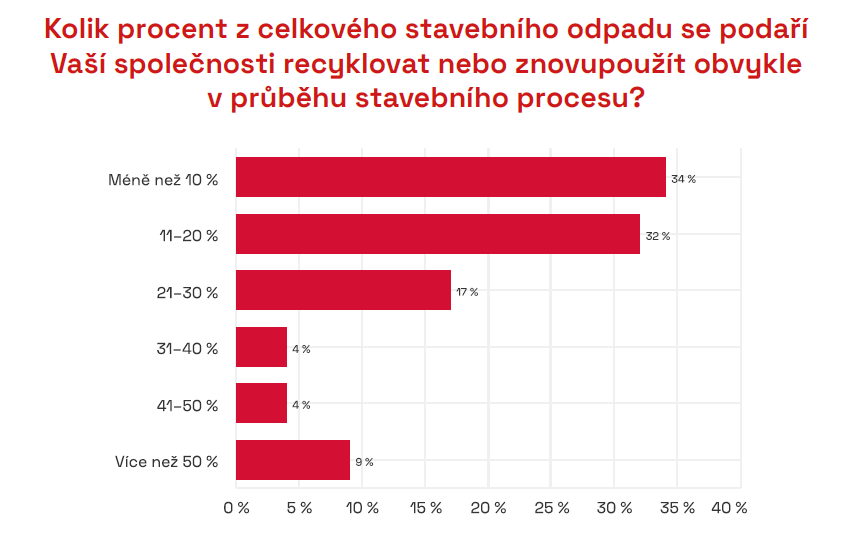 Kolik procent z celkového stavebního odpadu se podaří
Vaší společnosti recyklovat nebo znovupoužít obvykle
v průběhu stavebního procesu?
Méně než 10 % 34 %
11–20 % 32 %
21–30 % 17 %
31–40 % 4 %
41–50 % 4 %
Více než 50 % 9 %
0 % 5 % 10 % 15 % 20 % 25 % 30 % 35 % 40 %